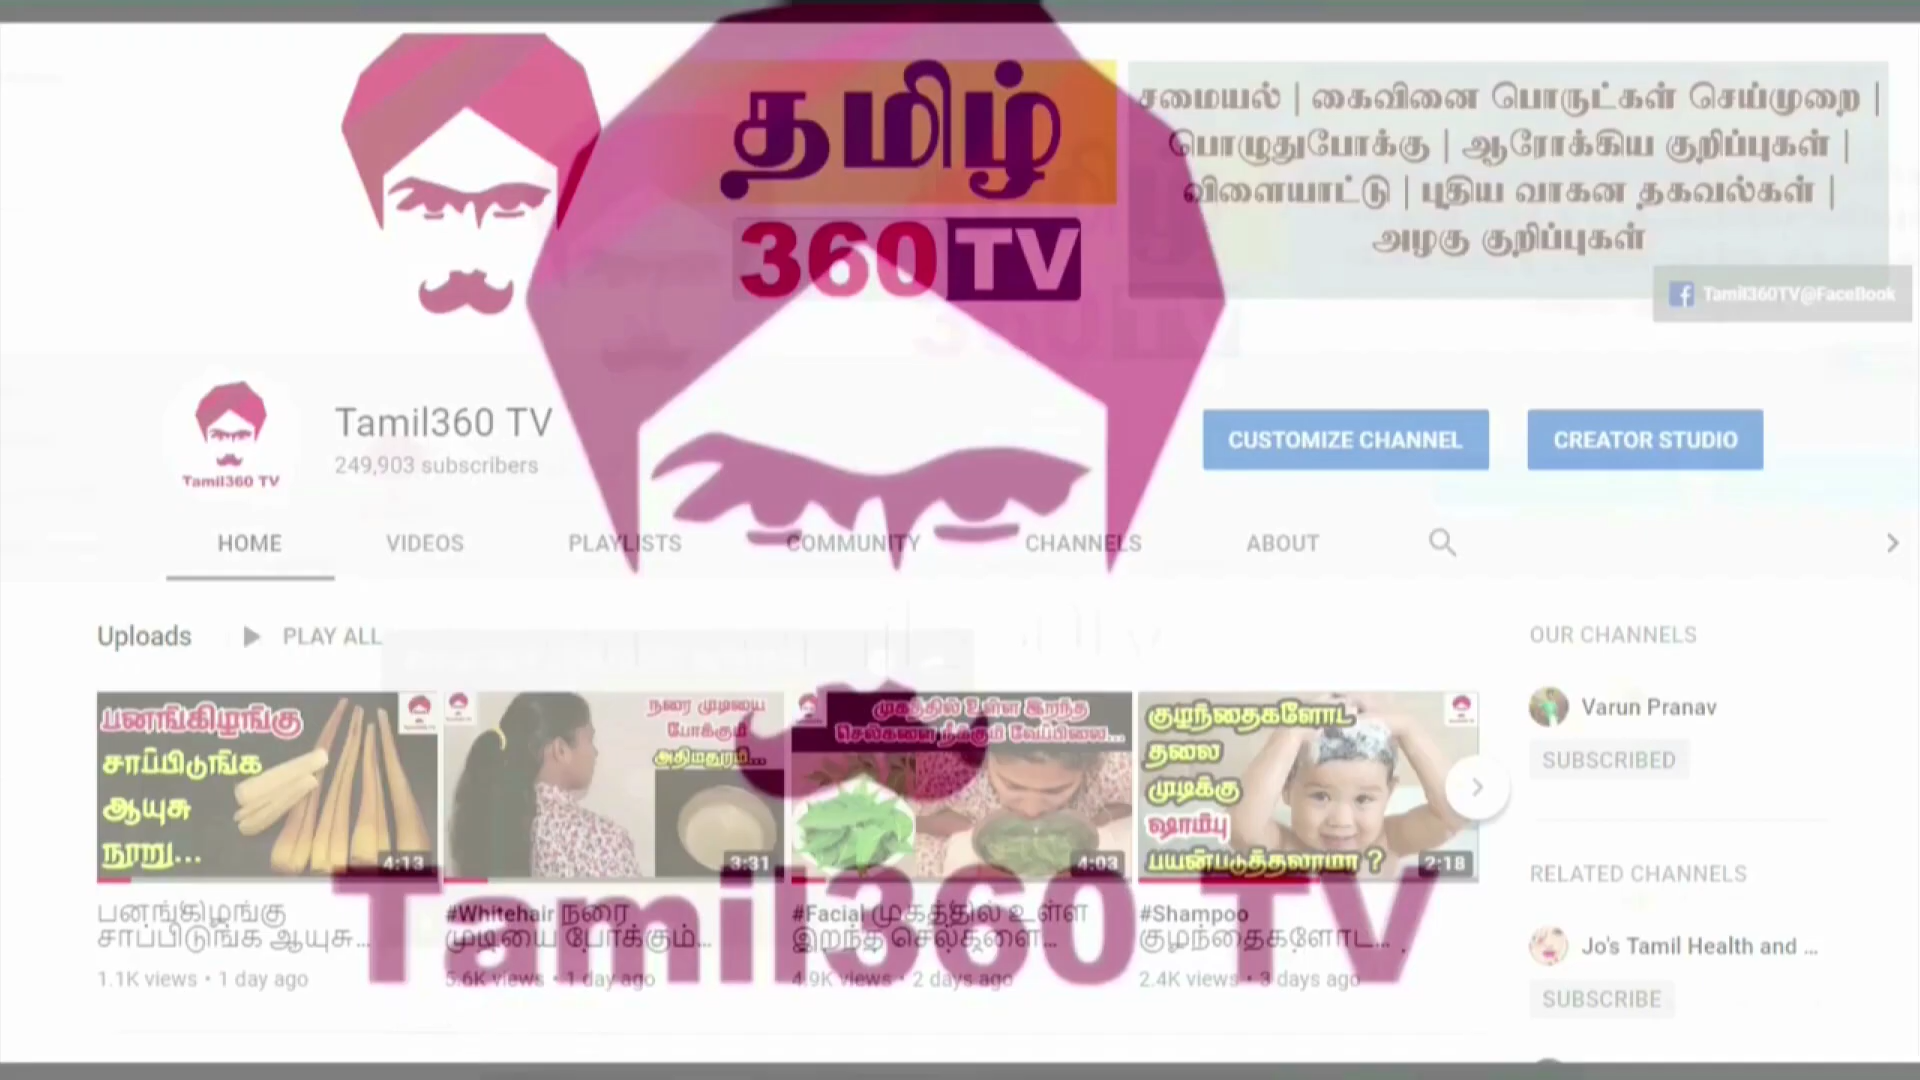 தமிழ்
360TV
சமையல் | கைவினை பொருட்கள் செய்முறை |
பொழுதுபோக்கு | ஆரோக்கிய குறிப்புகள் |
விளையாட்டு | புதிய வாகன தகவல்கள் |
அழகு குறிப்புகள்
Tamil360TV@FaceBook
Tamil360 TV
Tamil360 TV
249,903 subscribers
CUSTOMIZE CHANNEL
CREATOR STUDIO
HOME VIDEOS PLAYLISTS COMMUNITY CHANNELS ABOUT
Uploads PLAY ALL
பனங்கிழங்கு
சாப்பிடுங்க
ஆயுசு
நூறு...
4:13
நரை முடியை
போக்கும்
அதிமதுரம்...
3:31
முகத்தில் உள்ள இறந்த
செல்களை நீக்கும் வேப்பிலை...
4:03
குழந்தைகளோட
தலை
முடிக்கு
ஷாம்பு
பயன்படுத்தலாமா ?
2:18
பனங்கிழங்கு
சாப்பிடுங்க ஆயுசு...
1.1K views • 1 day ago
#Whitehair நரை
முடியை போக்கும்...
5.6K views • 1 day ago
#Facial முகத்தில் உள்ள
இறந்த செல்களை...
4.9K views • 2 days ago
#Shampoo
குழந்தைகளோட...
2.4K views • 3 days ago
Tamil360 TV
OUR CHANNELS
Varun Pranav
SUBSCRIBED
RELATED CHANNELS
Jo's Tamil Health and ...
SUBSCRIBE